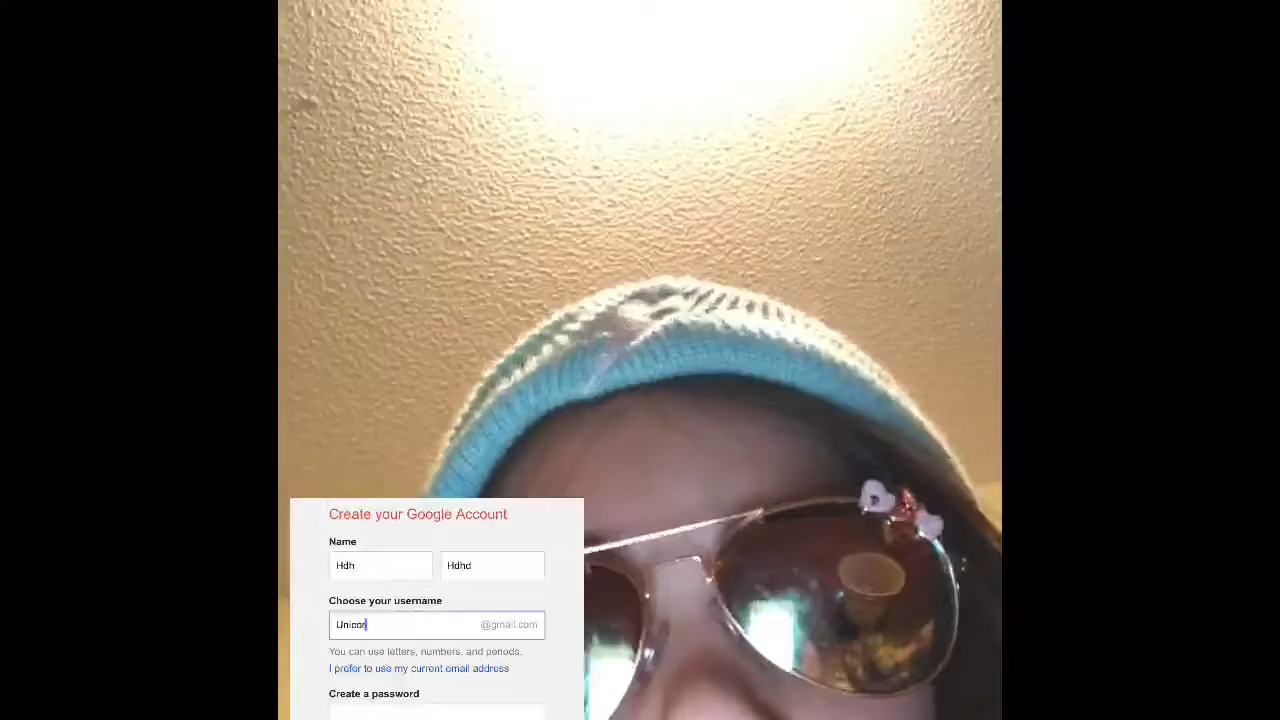 Create your Google Account
Name
Hdh Hdhd
Choose your username
Unicor @gmail.com
You can use letters, numbers, and periods.
I prefer to use my current email address
Create a password